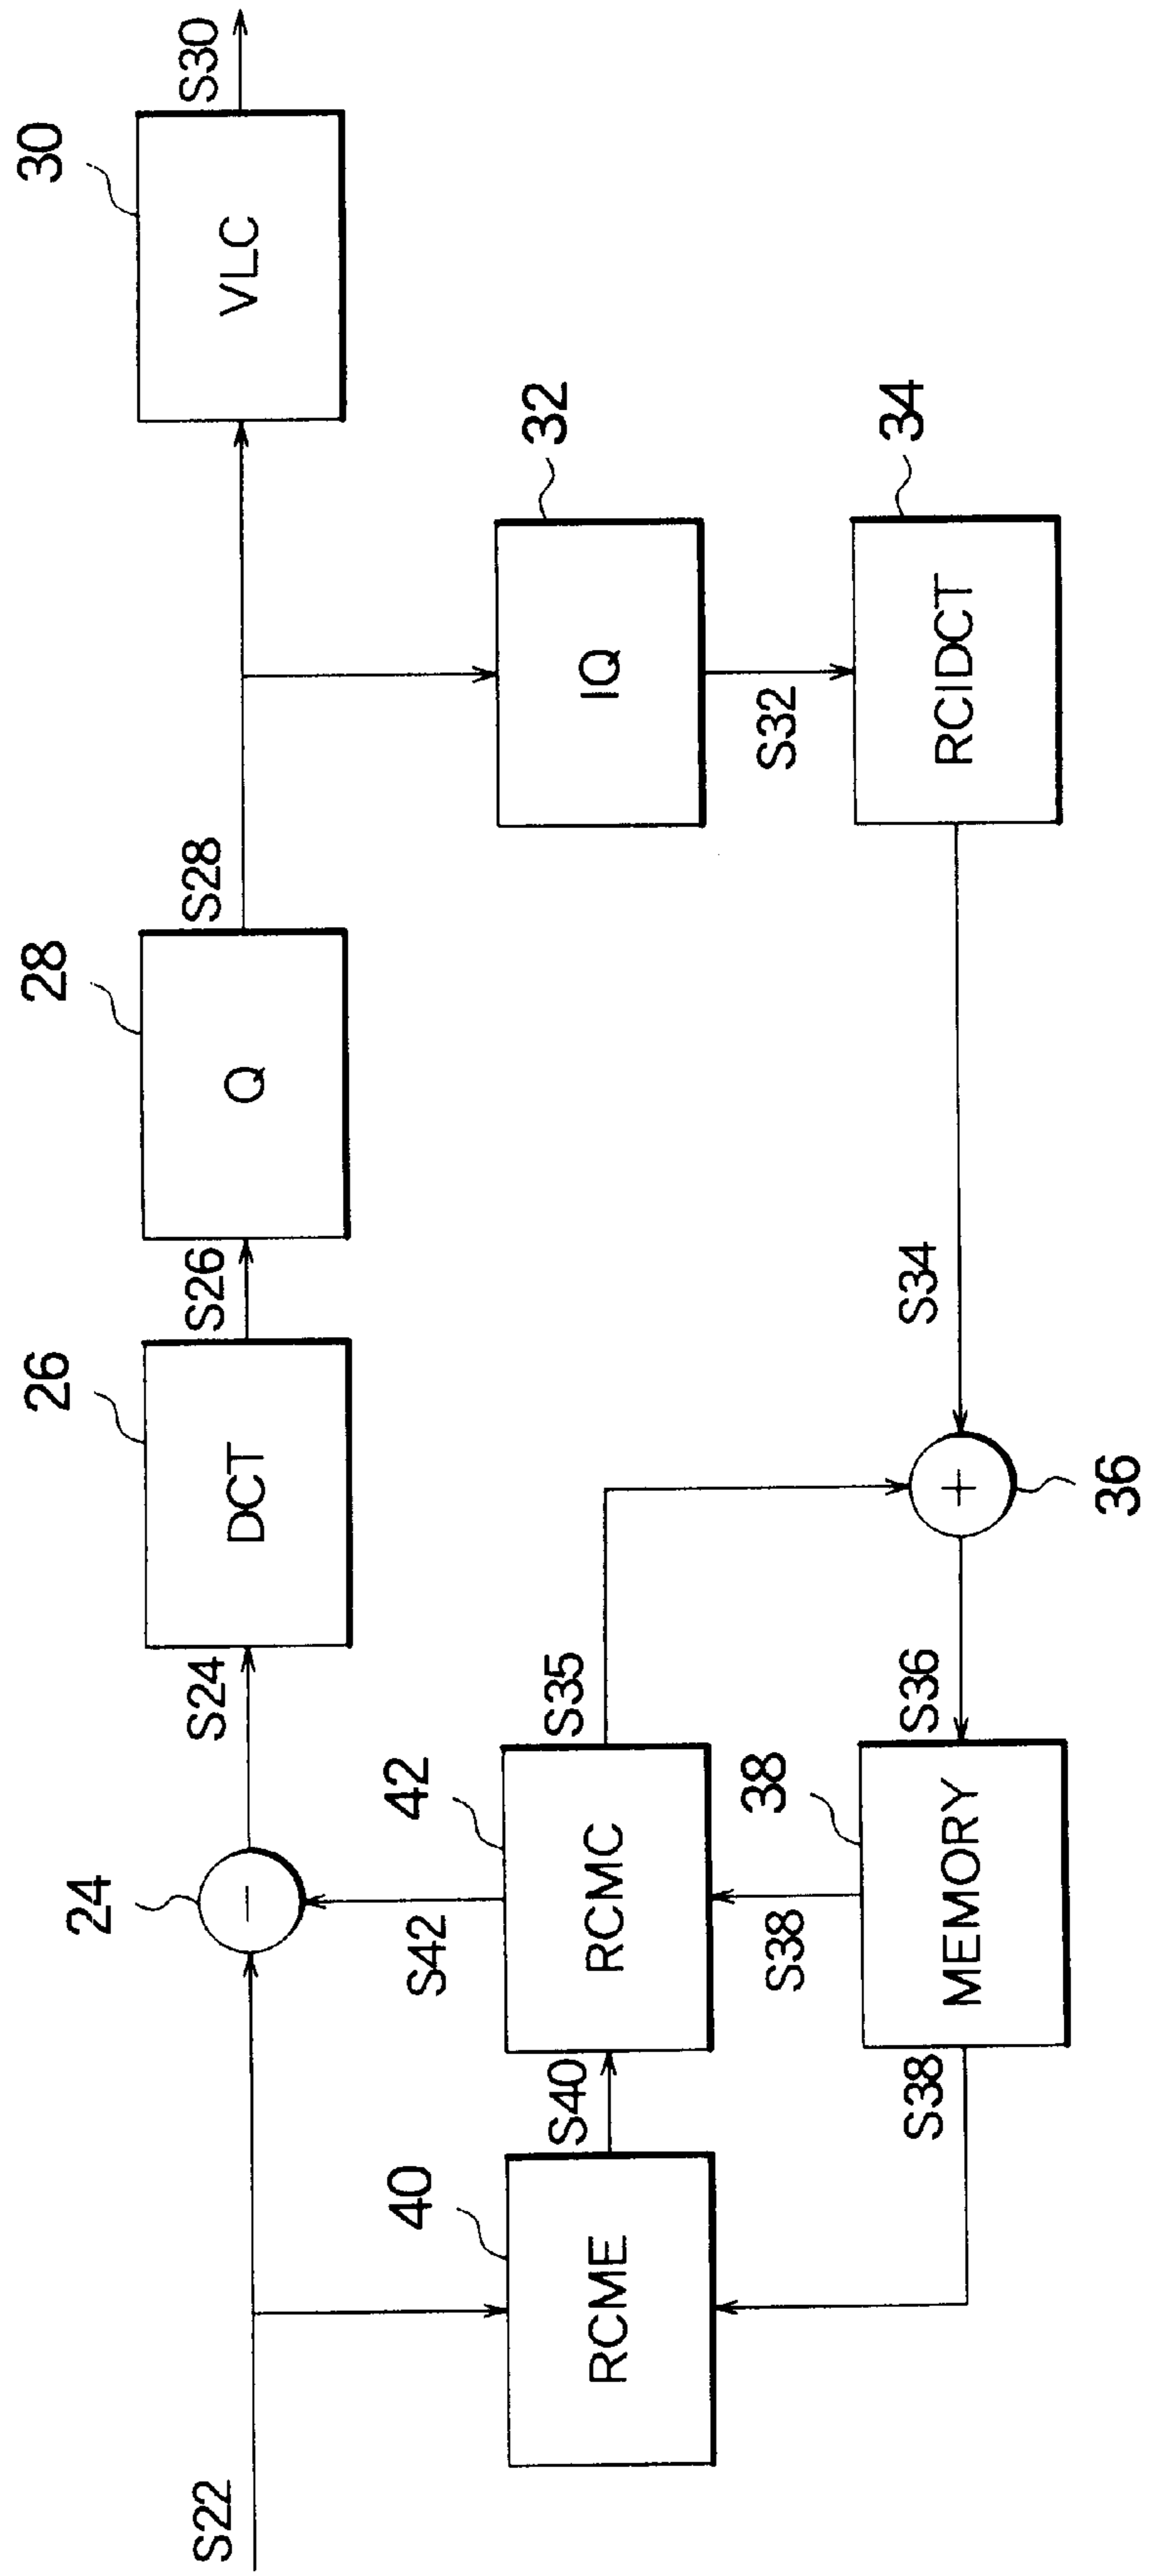 S22
24
S24
26
DCT
S26
28
Q
S28
30
VLC
S30
40
RCME
S40
42
RCMC
S42
S35
32
IQ
S32
S38
38
MEMORY
S38
S36
36
+
S34
34
RCIDCT